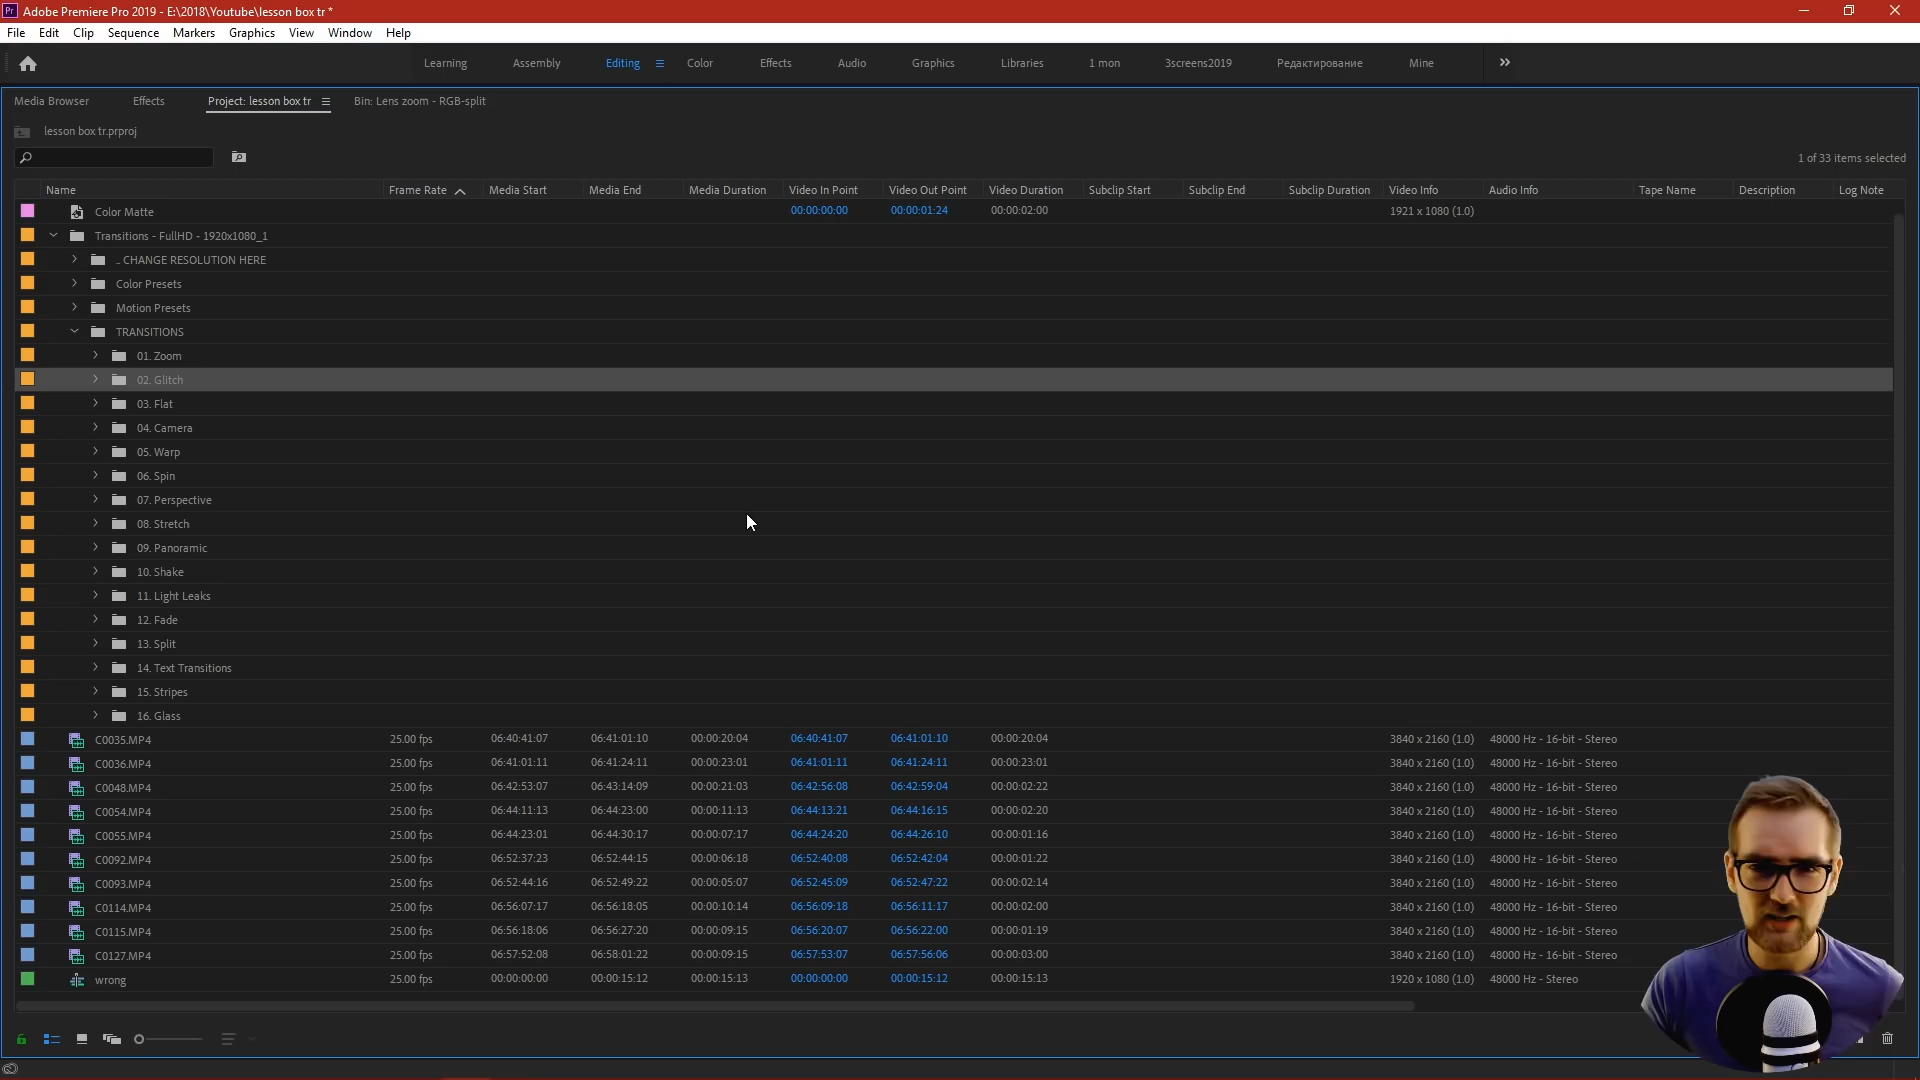 Pr Adobe Premiere Pro 2019 - E:\2018\Youtube\lesson box tr *
File Edit Clip Sequence Markers Graphics View Window Help
Learning Assembly Editing Color Effects Audio Graphics Libraries 1 mon 3screens2019 Редактирование Mine
Media Browser Effects Project: lesson box tr Bin: Lens zoom - RGB-split
lesson box tr.prproj
1 of 33 items selected
Name Frame Rate Media Start Media End Media Duration Video In Point Video Out Point Video Duration Subclip Start Subclip End Subclip Duration Video Info Audio Info Tape Name Description Log Note
Color Matte 00:00:00:00 00:00:01:24 00:00:02:00 1921 x 1080 (1.0)
Transitions - FullHD - 1920x1080_1
_ CHANGE RESOLUTION HERE
Color Presets
Motion Presets
TRANSITIONS
01. Zoom
02. Glitch
03. Flat
04. Camera
05. Warp
06. Spin
07. Perspective
08. Stretch
09. Panoramic
10. Shake
11. Light Leaks
12. Fade
13. Split
14. Text Transitions
15. Stripes
16. Glass
C0035.MP4 25.00 fps 06:40:41:07 06:41:01:10 00:00:20:04 06:40:41:07 06:41:01:10 00:00:20:04 3840 x 2160 (1.0) 48000 Hz - 16-bit - Stereo
C0036.MP4 25.00 fps 06:41:01:11 06:41:24:11 00:00:23:01 06:41:01:11 06:41:24:11 00:00:23:01 3840 x 2160 (1.0) 48000 Hz - 16-bit - Stereo
C0048.MP4 25.00 fps 06:42:53:07 06:43:14:09 00:00:21:03 06:42:56:08 06:42:59:04 00:00:02:22 3840 x 2160 (1.0) 48000 Hz - 16-bit - Stereo
C0054.MP4 25.00 fps 06:44:11:13 06:44:23:00 00:00:11:13 06:44:13:21 06:44:16:15 00:00:02:20 3840 x 2160 (1.0) 48000 Hz - 16-bit - Stereo
C0055.MP4 25.00 fps 06:44:23:01 06:44:30:17 00:00:07:17 06:44:24:20 06:44:26:10 00:00:01:16 3840 x 2160 (1.0) 48000 Hz - 16-bit - Stereo
C0092.MP4 25.00 fps 06:52:37:23 06:52:44:15 00:00:06:18 06:52:40:08 06:52:42:04 00:00:01:22 3840 x 2160 (1.0) 48000 Hz - 16-bit - Stereo
C0093.MP4 25.00 fps 06:52:44:16 06:52:49:22 00:00:05:07 06:52:45:09 06:52:47:22 00:00:02:14 3840 x 2160 (1.0) 48000 Hz - 16-bit - Stereo
C0114.MP4 25.00 fps 06:56:07:17 06:56:18:05 00:00:10:14 06:56:09:18 06:56:11:17 00:00:02:00 3840 x 2160 (1.0) 48000 Hz - 16-bit - Stereo
C0115.MP4 25.00 fps 06:56:18:06 06:56:27:20 00:00:09:15 06:56:20:07 06:56:22:00 00:00:01:19 3840 x 2160 (1.0) 48000 Hz - 16-bit - Stereo
C0127.MP4 25.00 fps 06:57:52:08 06:58:01:22 00:00:09:15 06:57:53:07 06:57:56:06 00:00:03:00 3840 x 2160 (1.0) 48000 Hz - 16-bit - Stereo
wrong 25.00 fps 00:00:00:00 00:00:15:12 00:00:15:13 00:00:00:00 00:00:15:12 00:00:15:13 1920 x 1080 (1.0) 48000 Hz - Stereo